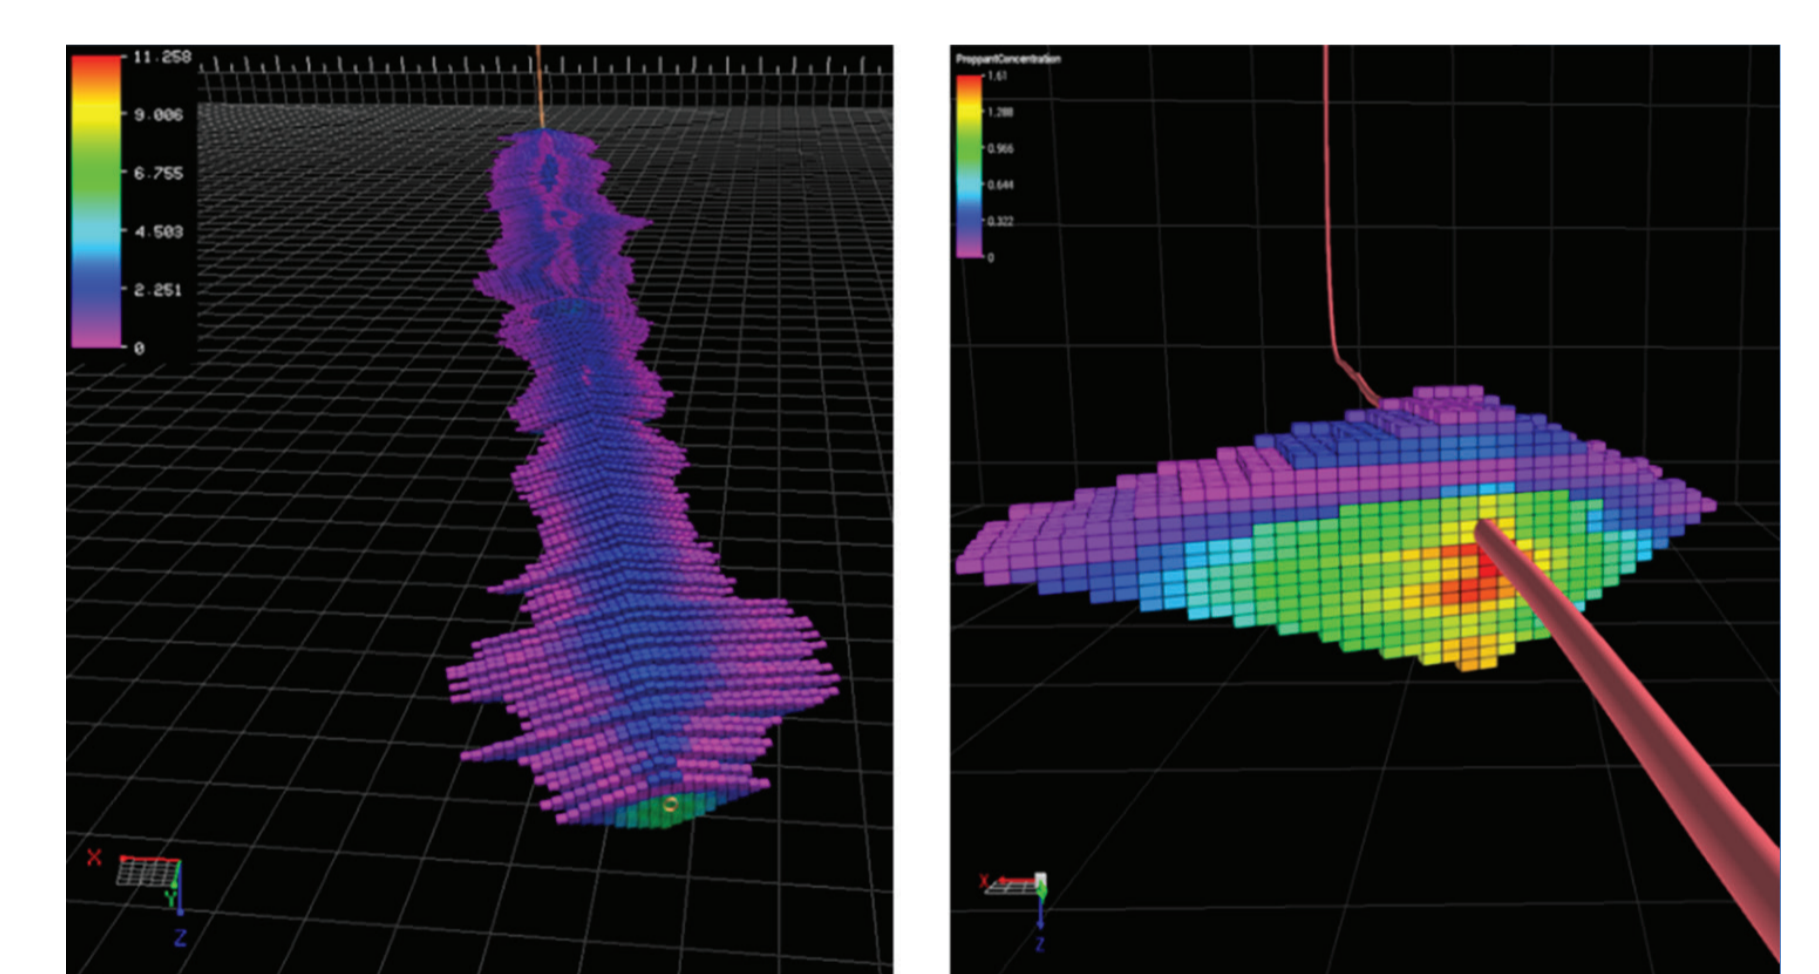 11.258
9.006
6.755
4.503
2.251
0
X
Y
Z
ProppantConcentration
1.61
1.288
0.966
0.644
0.322
0
X
Z